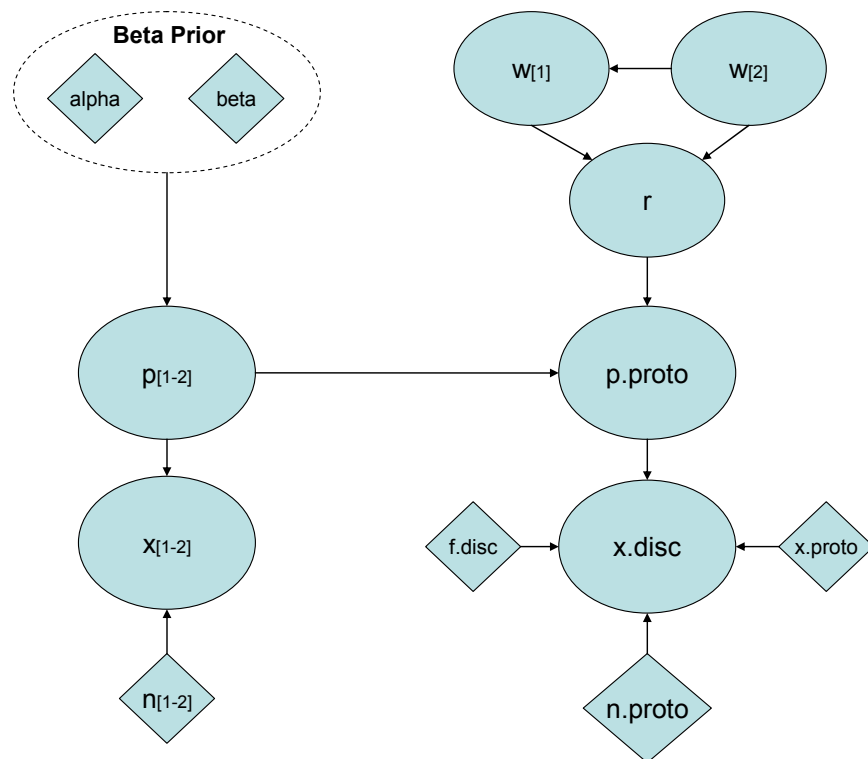 Beta Prior
alpha
beta
w[1]
w[2]
r
p[1-2]
p.proto
x[1-2]
f.disc
x.disc
x.proto
n[1-2]
n.proto